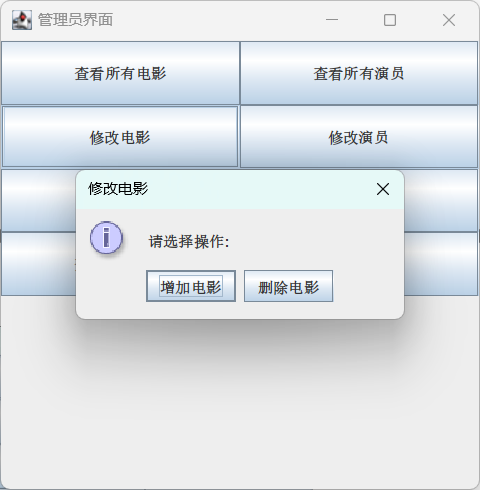 管理员界面
查看所有电影 查看所有演员
修改电影 修改演员
修改电影
请选择操作:
增加电影 删除电影